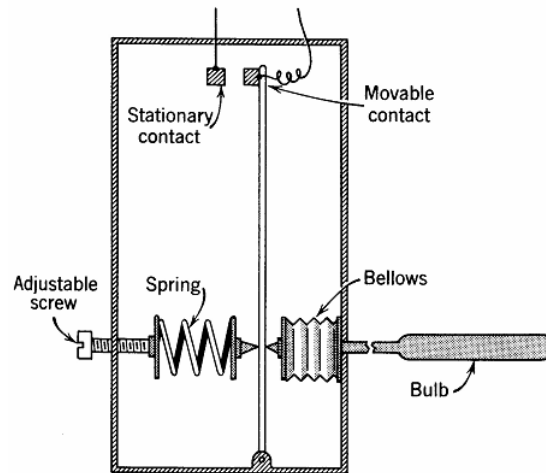 Stationary
contact
Movable
contact
Adjustable
screw
Spring
Bellows
Bulb